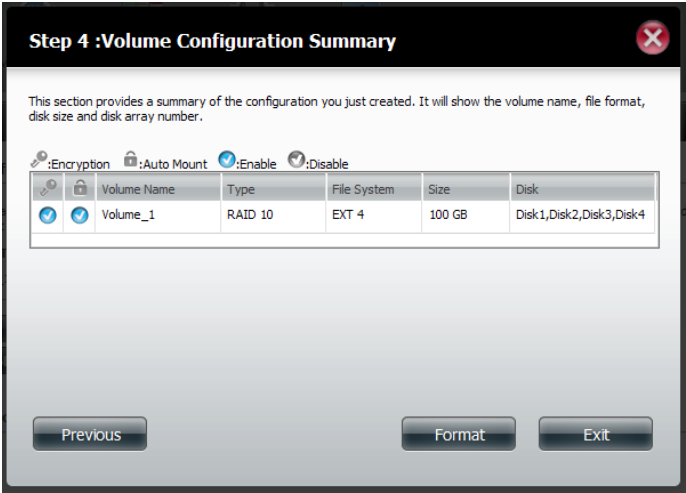 Step 4 :Volume Configuration Summary
This section provides a summary of the configuration you just created. It will show the volume name, file format,
disk size and disk array number.
:Encryption :Auto Mount :Enable :Disable
Volume Name Type File System Size Disk
Volume_1 RAID 10 EXT 4 100 GB Disk1,Disk2,Disk3,Disk4
Previous Format Exit